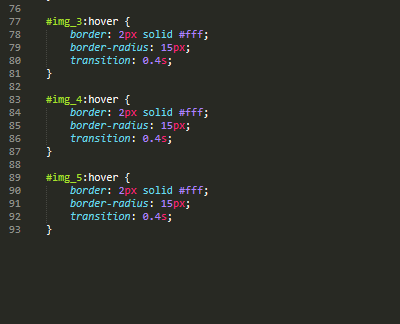 76
77 #img_3:hover {
78     border: 2px solid #fff;
79     border-radius: 15px;
80     transition: 0.4s;
81 }
82
83 #img_4:hover {
84     border: 2px solid #fff;
85     border-radius: 15px;
86     transition: 0.4s;
87 }
88
89 #img_5:hover {
90     border: 2px solid #fff;
91     border-radius: 15px;
92     transition: 0.4s;
93 }